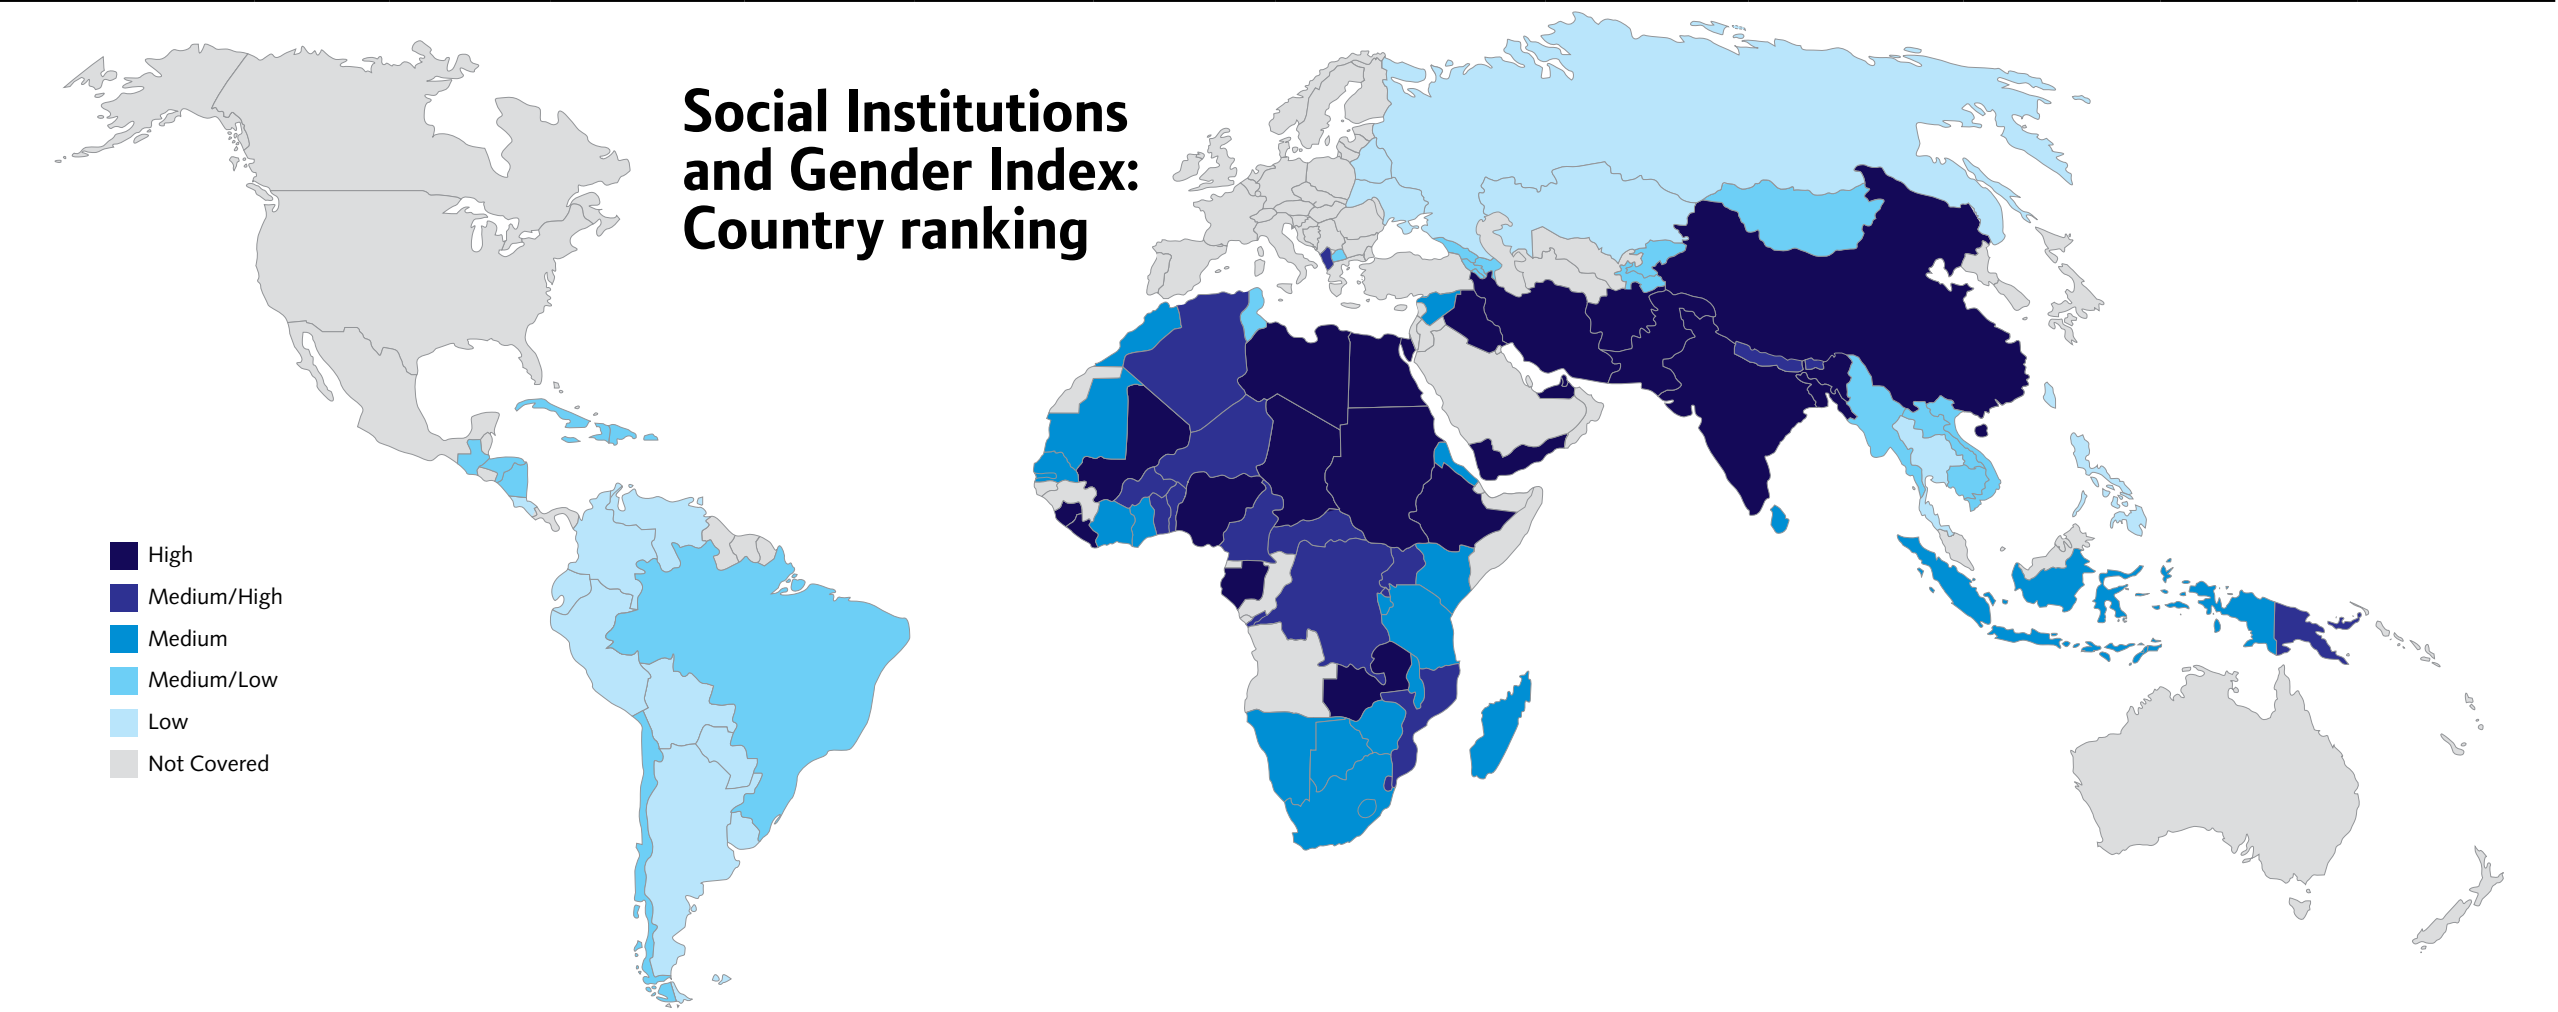 Social Institutions
and Gender Index:
Country ranking
High
Medium/High
Medium
Medium/Low
Low
Not Covered